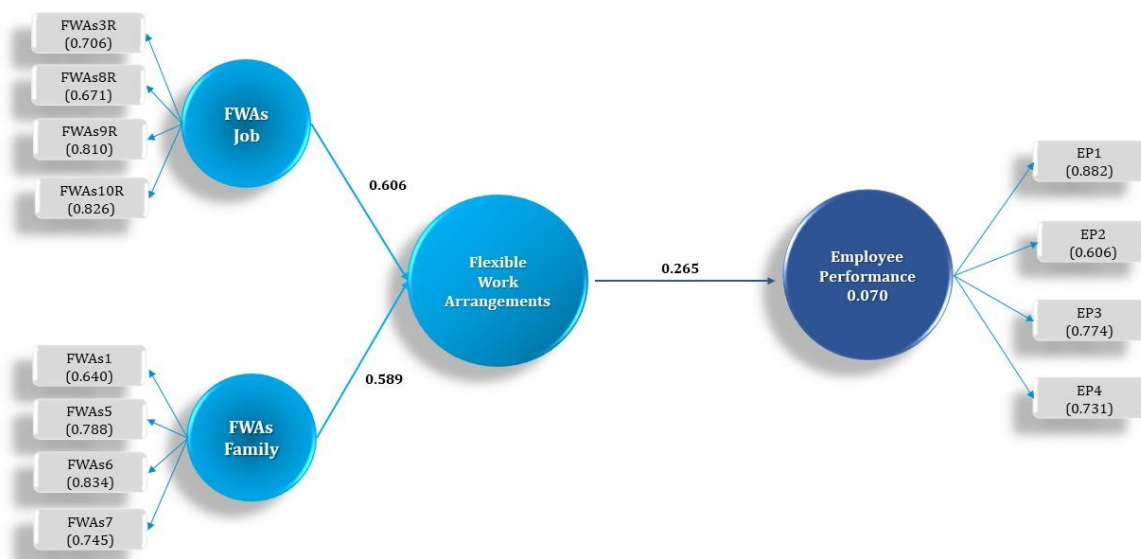 FWAs3R
(0.706)
FWAs8R
(0.671)
FWAs9R
(0.810)
FWAs10R
(0.826)
FWAs
Job
0.606
FWAs1
(0.640)
FWAs5
(0.788)
FWAs6
(0.834)
FWAs7
(0.745)
FWAs
Family
0.589
Flexible
Work
Arrangements
0.265
Employee
Performance
0.070
EP1
(0.882)
EP2
(0.606)
EP3
(0.774)
EP4
(0.731)